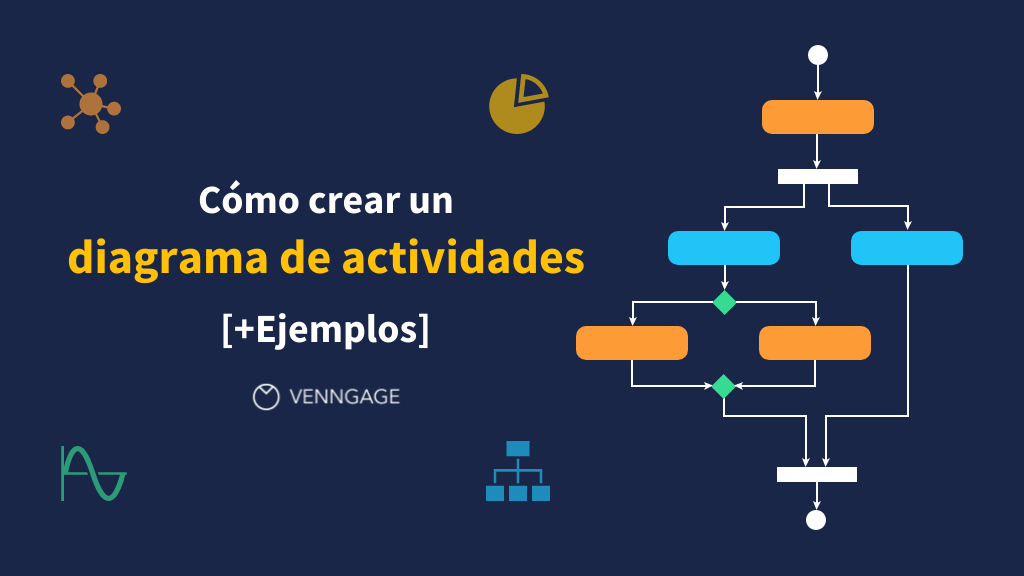 Cómo crear un
diagrama de actividades
[+Ejemplos]
VENNGAGE